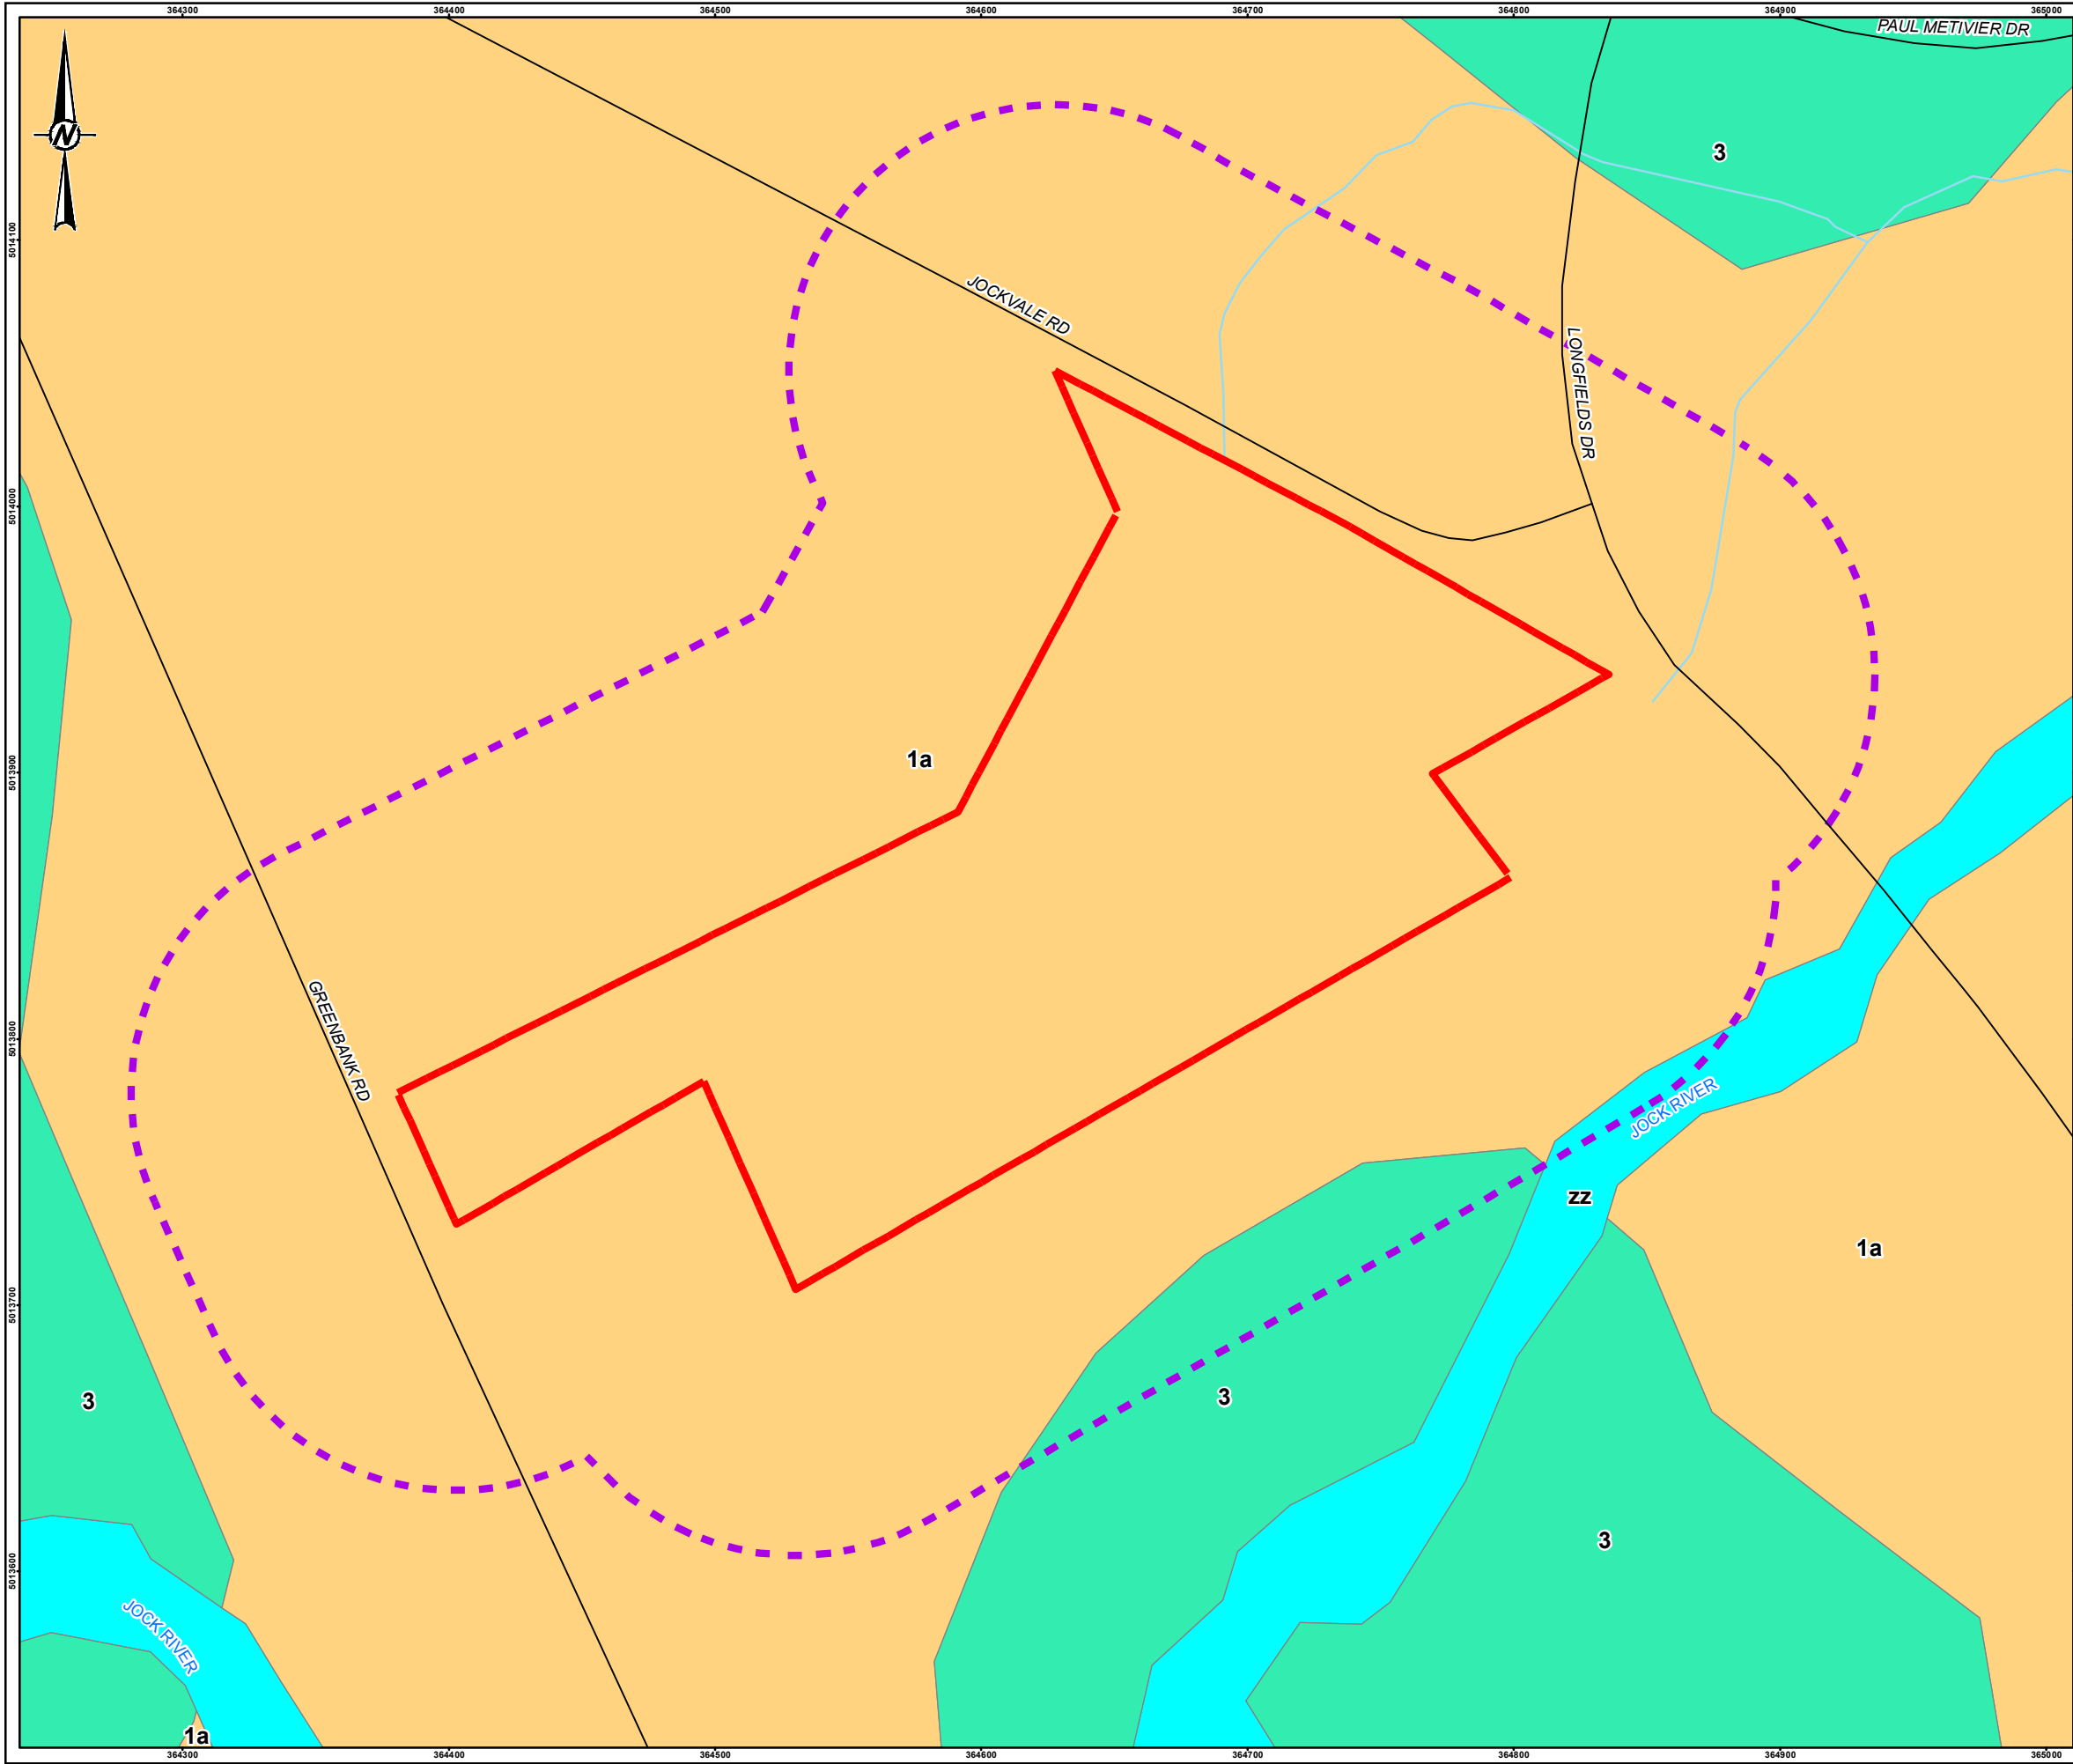 364300 364400 364500 364600 364700 364800 364900 365000
PAUL METIVIER DR
N
3
5014100
JOCKVALE RD
LONGFIELDS DR
5014000
1a
5013900
GREENBANK RD
5013800
JOCK RIVER
zz
1a
5013700
3
3
3
5013600
JOCK RIVER
1a
364300 364400 364500 364600 364700 364800 364900 365000